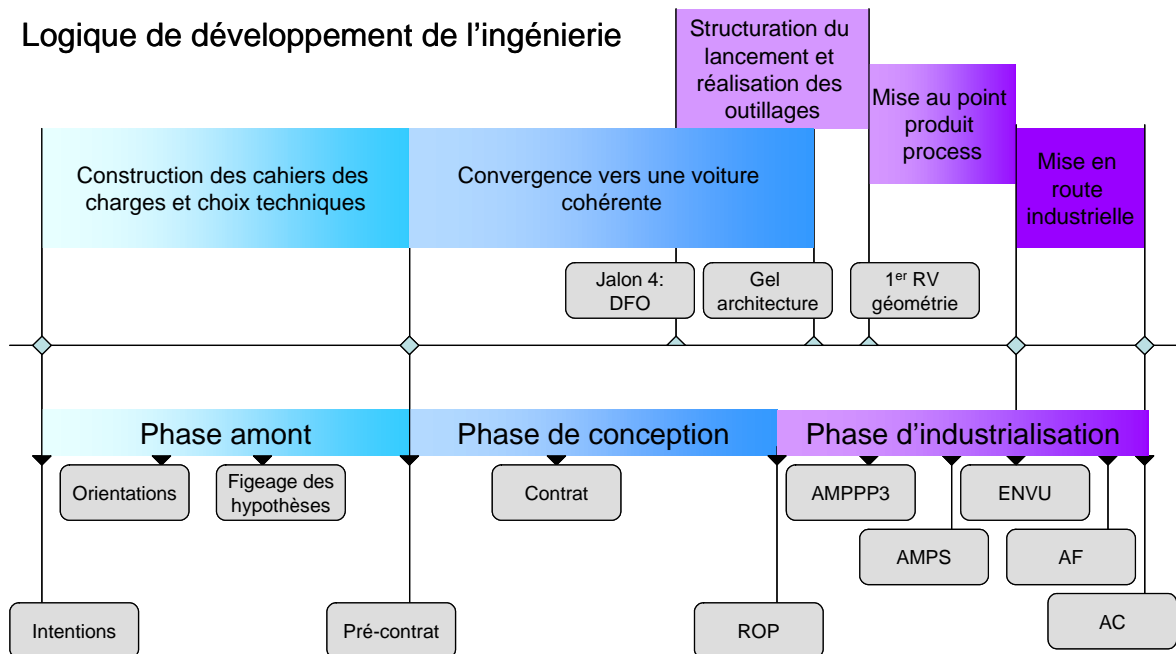 Logique de développement de l'ingénierie
Structuration du
lancement et
réalisation des
outillages
Mise au point
produit
process
Construction des cahiers des
charges et choix techniques
Convergence vers une voiture
cohérente
Mise en
route
industrielle
Jalon 4:
DFO
Gel
architecture
1er RV
géométrie
Phase amont
Phase de conception
Phase d'industrialisation
Orientations
Figeage des
hypothèses
Contrat
AMPPP3
ENVU
AMPS
AF
Intentions
Pré-contrat
ROP
AC